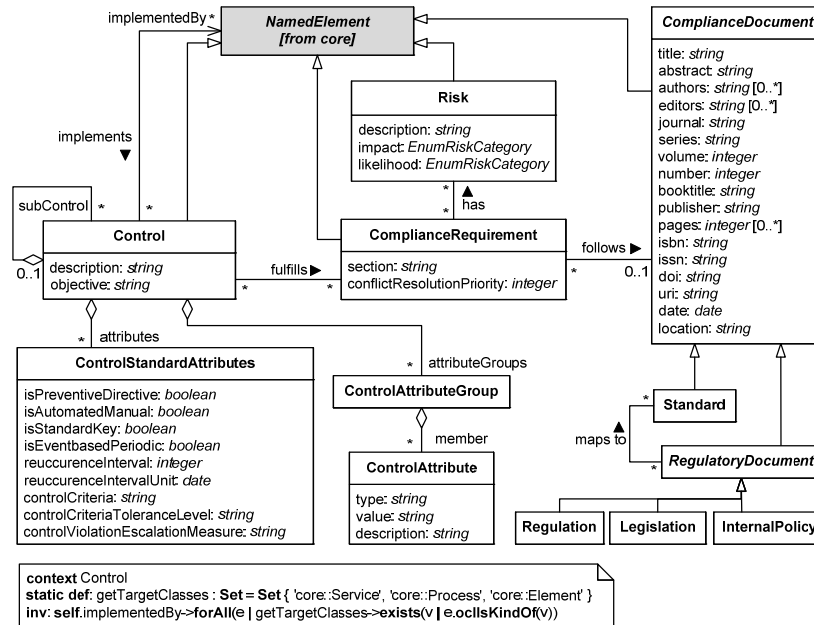 implementedBy *
NamedElement
[from core]
ComplianceDocument
title: string
abstract: string
authors: string [0..*]
editors: string [0..*]
journal: string
series: string
volume: integer
number: integer
booktitle: string
publisher: string
pages: integer [0..*]
isbn: string
issn: string
doi: string
uri: string
date: date
location: string
Risk
description: string
impact: EnumRiskCategory
likelihood: EnumRiskCategory
implements ▼
*
*
▲ has
*
subControl *
0..1
Control
description: string
objective: string
fulfills ▶
* *
ComplianceRequirement
section: string
conflictResolutionPriority: integer
follows ▶
* 0..1
* attributes
ControlStandardAttributes
isPreventiveDirective: boolean
isAutomatedManual: boolean
isStandardKey: boolean
isEventbasedPeriodic: boolean
reuccurenceInterval: integer
reuccurenceIntervalUnit: date
controlCriteria: string
controlCriteriaToleranceLevel: string
controlViolationEscalationMeasure: string
* attributeGroups
ControlAttributeGroup
* member
ControlAttribute
type: string
value: string
description: string
* Standard
▲
maps to
* RegulatoryDocument
Regulation
Legislation
InternalPolicy
context Control
static def: getTargetClasses : Set = Set { 'core::Service', 'core::Process', 'core::Element' }
inv: self.implementedBy->forAll(e | getTargetClasses->exists(v | e.oclIsKindOf(v))